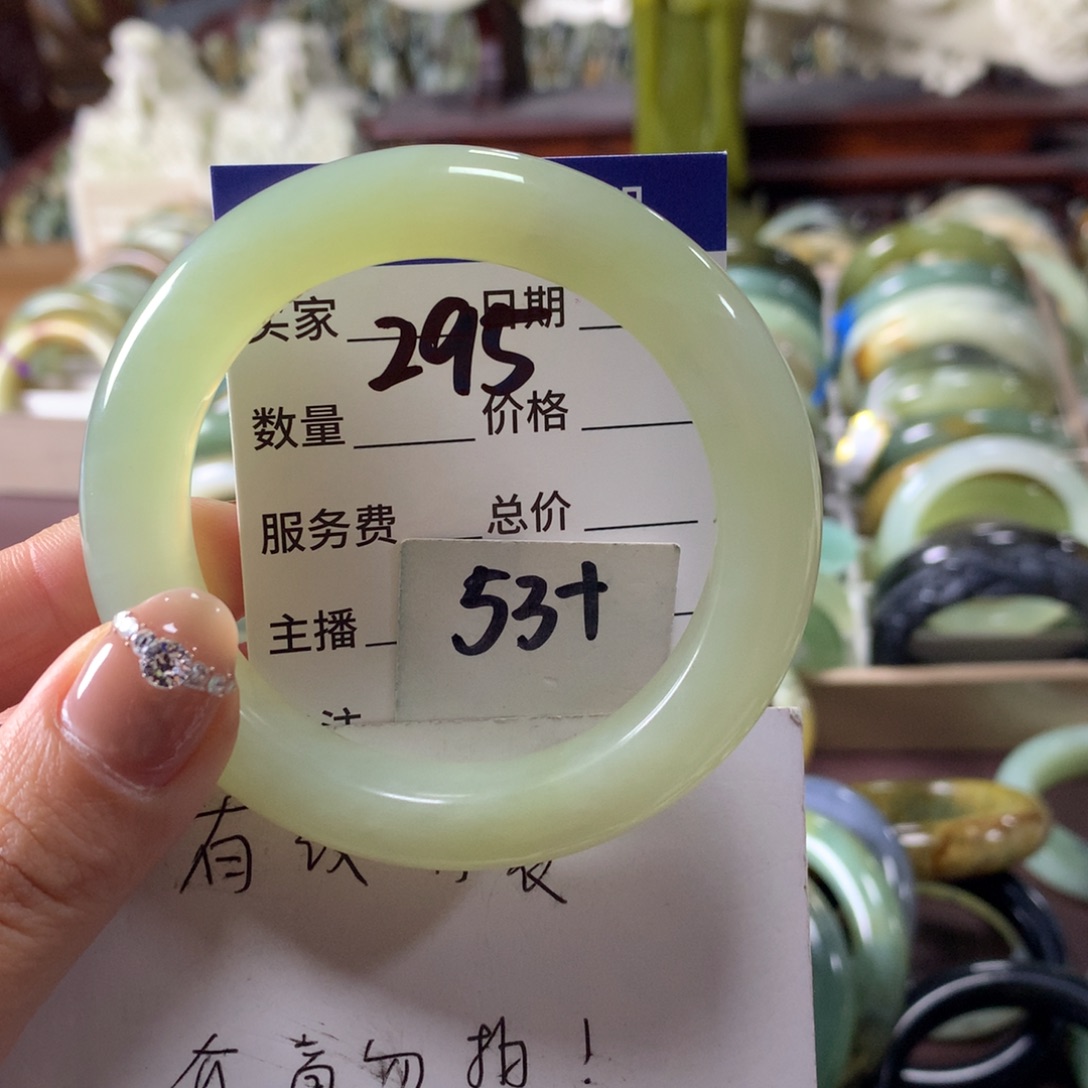 295
家 日期
数量 价格
服务费 总价
主播
53+
有
勿拍！